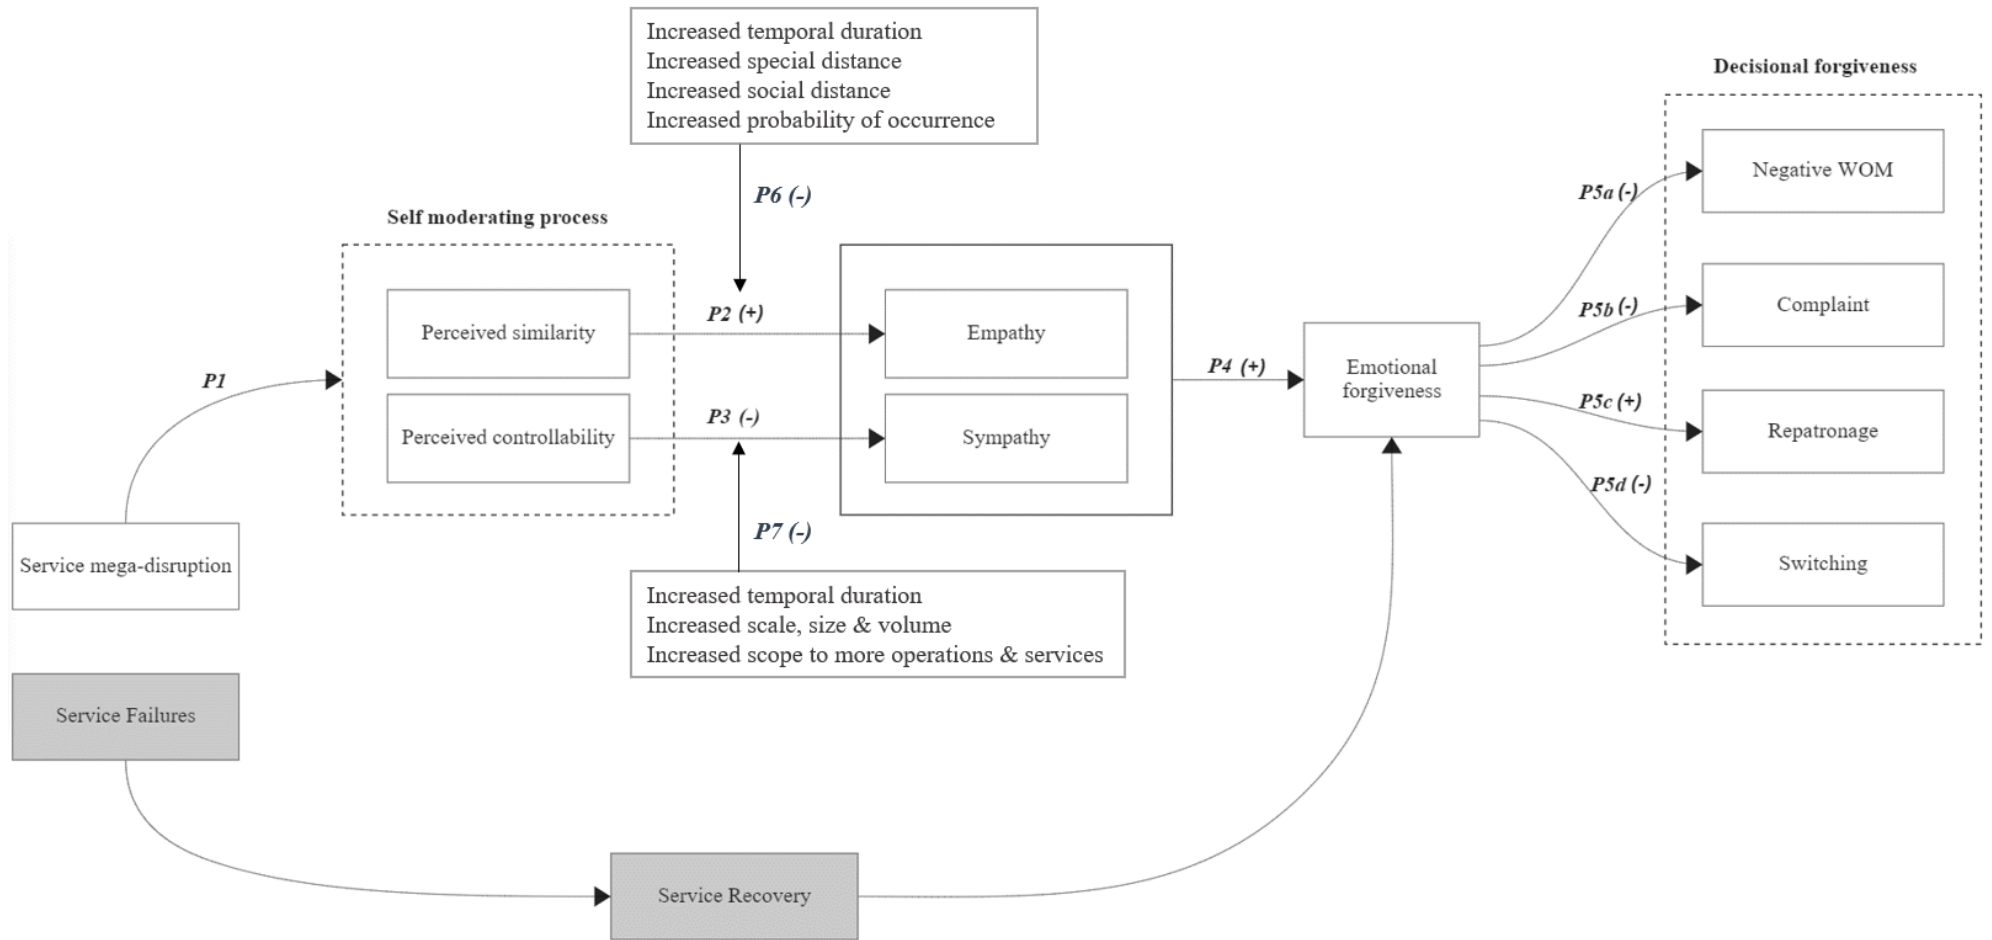 Increased temporal duration
Increased special distance
Increased social distance
Increased probability of occurrence
P6 (-)
Self moderating process
Perceived similarity
P2 (+)
Empathy
Perceived controllability
P3 (-)
Sympathy
P1
P7 (-)
Service mega-disruption
Increased temporal duration
Increased scale, size & volume
Increased scope to more operations & services
Service Failures
Service Recovery
P4 (+)
Emotional
forgiveness
Decisional forgiveness
P5a (-)
Negative WOM
P5b (-)
Complaint
P5c (+)
Repatronage
P5d (-)
Switching